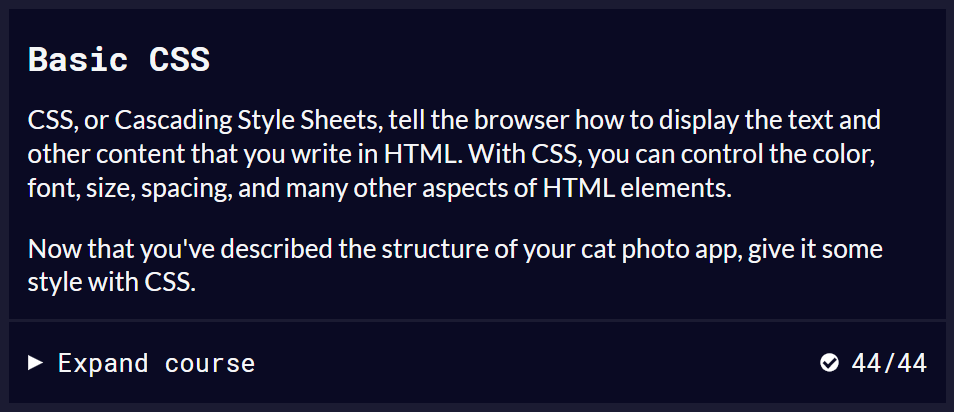 Basic CSS
CSS, or Cascading Style Sheets, tell the browser how to display the text and
other content that you write in HTML. With CSS, you can control the color,
font, size, spacing, and many other aspects of HTML elements.
Now that you've described the structure of your cat photo app, give it some
style with CSS.
Expand course
44/44